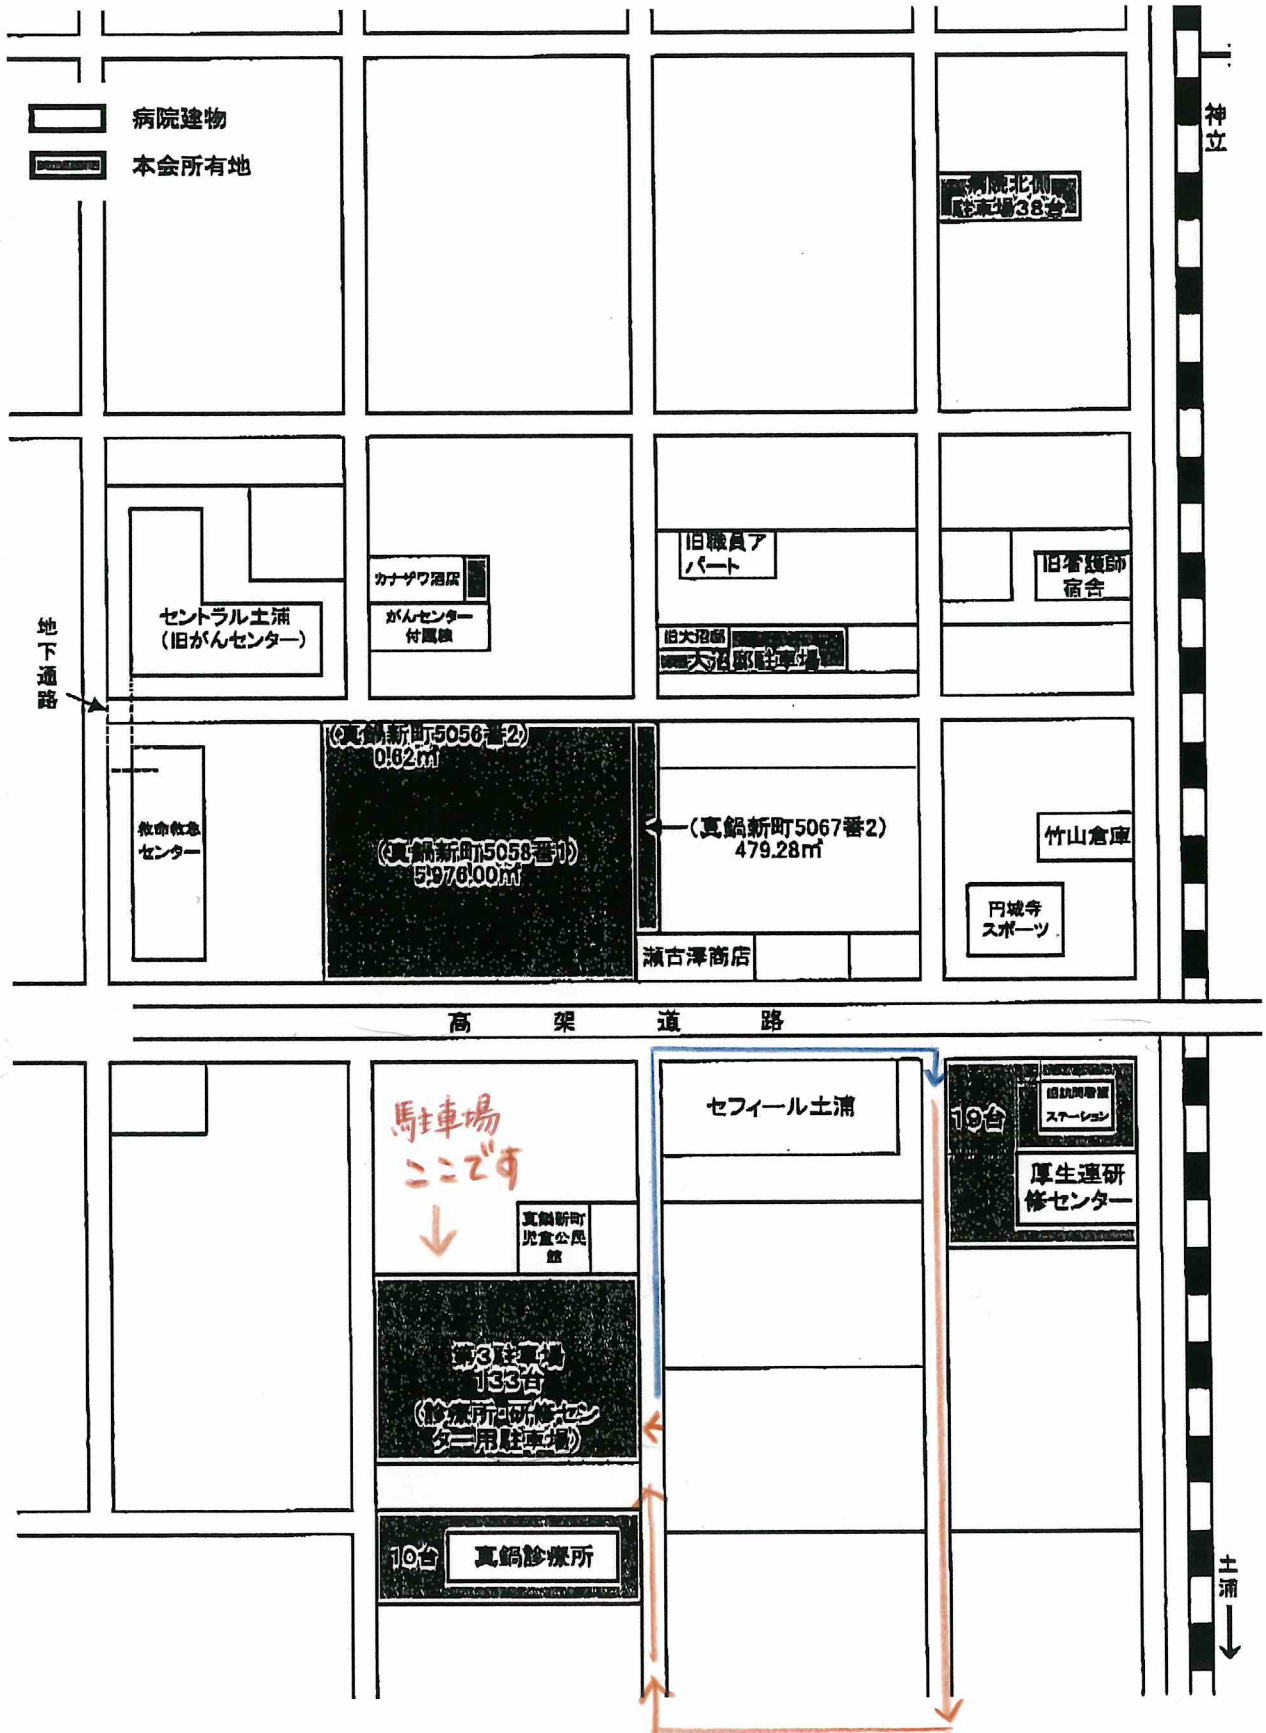 病院建物
本会所有地
神立
病院北側
駐車場38台
旧職員ア
パート
旧看護師
宿舎
カナザワ酒店
がんセンター
付属棟
セントラル土浦
(旧がんセンター)
地下通路
旧大沼邸
大沼邸駐車場
(真鍋新町5056番2)
0.62㎡
(真鍋新町5058番1)
5,976.00㎡
(真鍋新町5067番2)
479.28㎡
救命救急
センター
竹山倉庫
円城寺
スポーツ
瀬古澤商店
高架道路
セフィール土浦
19台
旧訪問看護
ステーション
厚生連研
修センター
駐車場
ここです
真鍋新町
児童公民
館
第3駐車場
133台
(診療所・研修セン
ター用駐車場)
10台
真鍋診療所
土浦